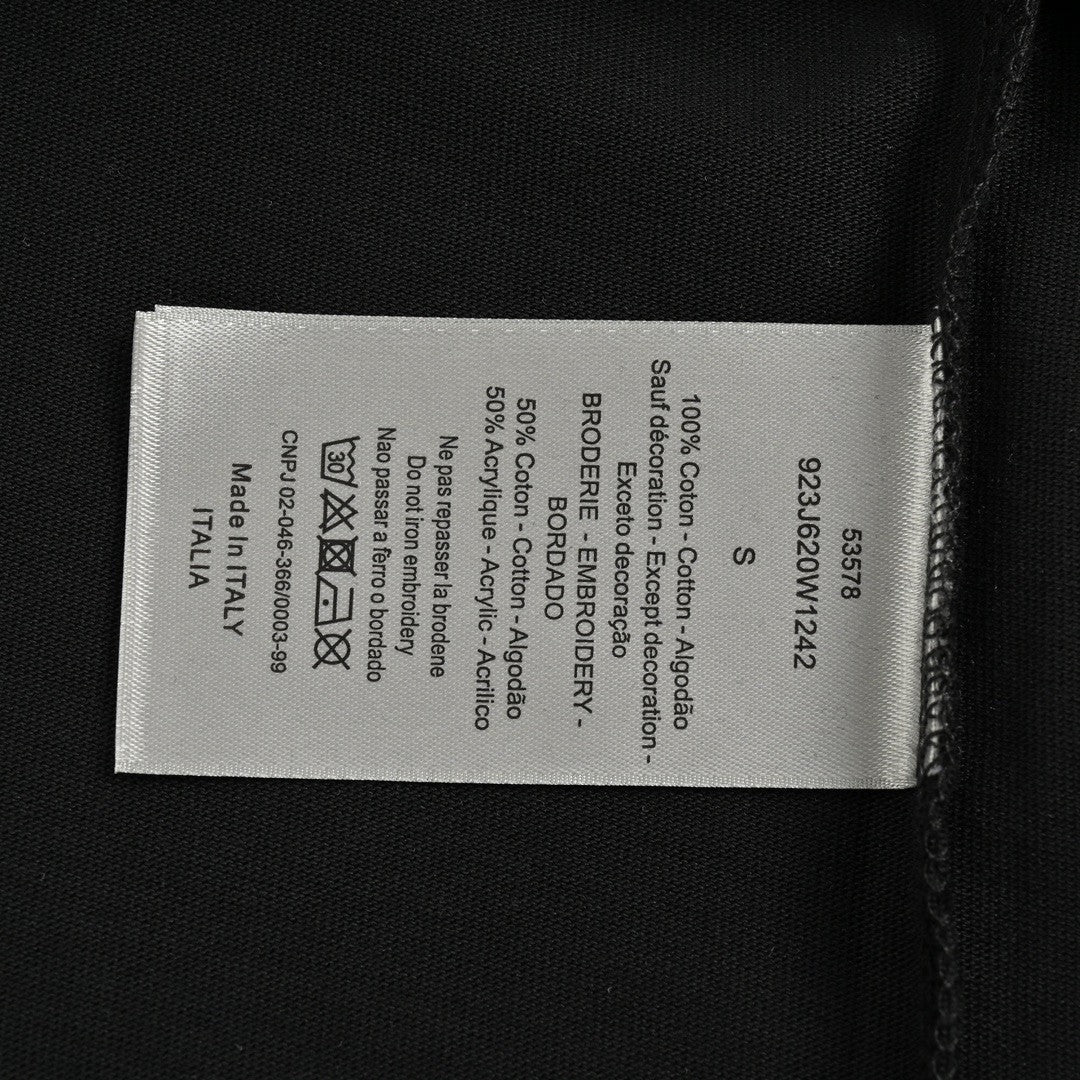 53578
923J620W1242
S
100% Coton - Cotton - Algodão
Sauf décoration - Except decoration -
Exceto decoração
BRODERIE - EMBROIDERY -
BORDADO
50% Coton - Cotton - Algodão
50% Acrylique - Acrylic - Acrilico
Ne pas repasser la brodene
Do not iron embroidery
Nao passar a ferro o bordado
30
CNPJ 02-046-366/0003-99
Made In ITALY
ITALIA